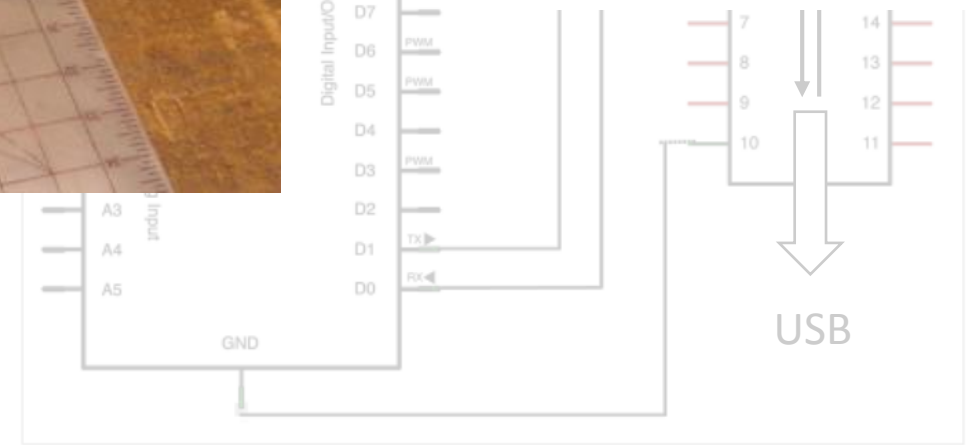 D7
D6
PWM
D5
PWM
D4
D3
PWM
D2
D1
TX
D0
RX
Digital Input/O
A3
A4
A5
g Input
GND
7
8
9
10
14
13
12
11
USB